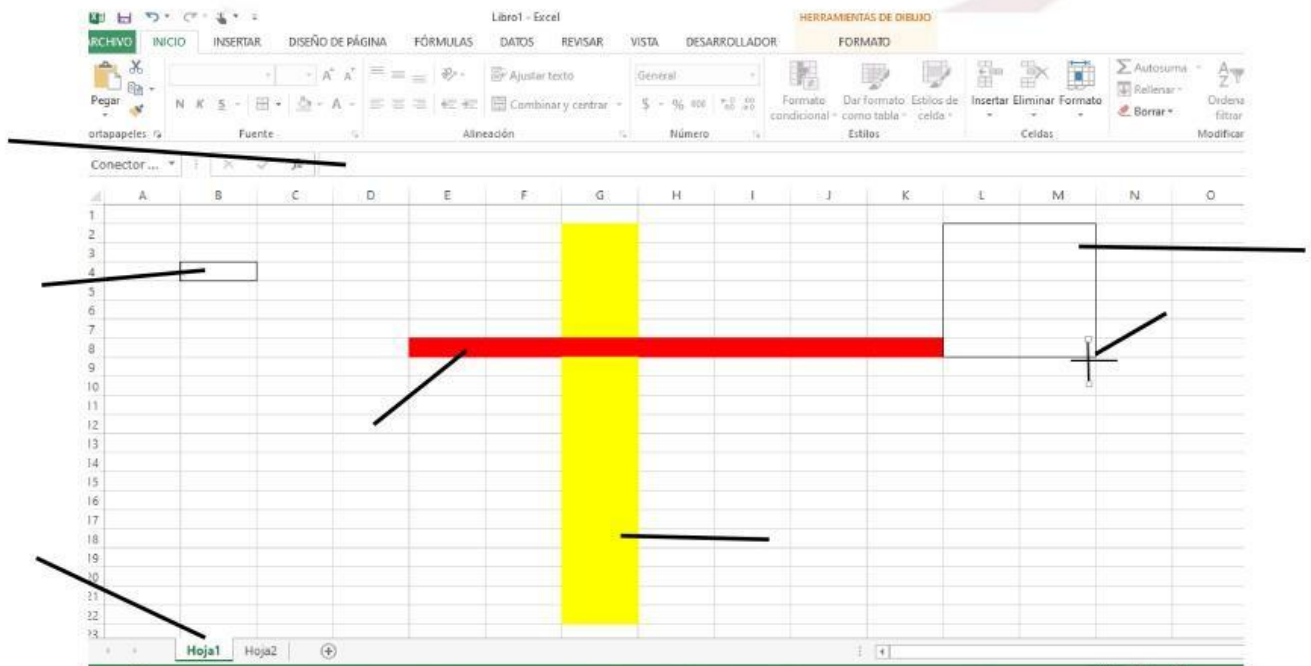 Libro1 - Excel
HERRAMIENTAS DE DIBUJO
RCHIVO INICIO INSERTAR DISEÑO DE PÁGINA FÓRMULAS DATOS REVISAR VISTA DESARROLLADOR FORMATO
Pegar
N K S
A A A
Ajustar texto
Combinar y centrar
General
$ % 000
Formato condicional
Dar formato como tabla
Estilos de celda
Insertar Eliminar Formato
Autosuma
Rellenar
Borrar
Ordena
filtrar
ortapapeles Fuente Alineación Número Estilos Celdas Modificar
Conector ...
A B C D E F G H I J K L M N O
1
2
3
4
5
6
7
8
9
10
11
12
13
14
15
16
17
18
19
20
21
22
23
Hoja1 Hoja2